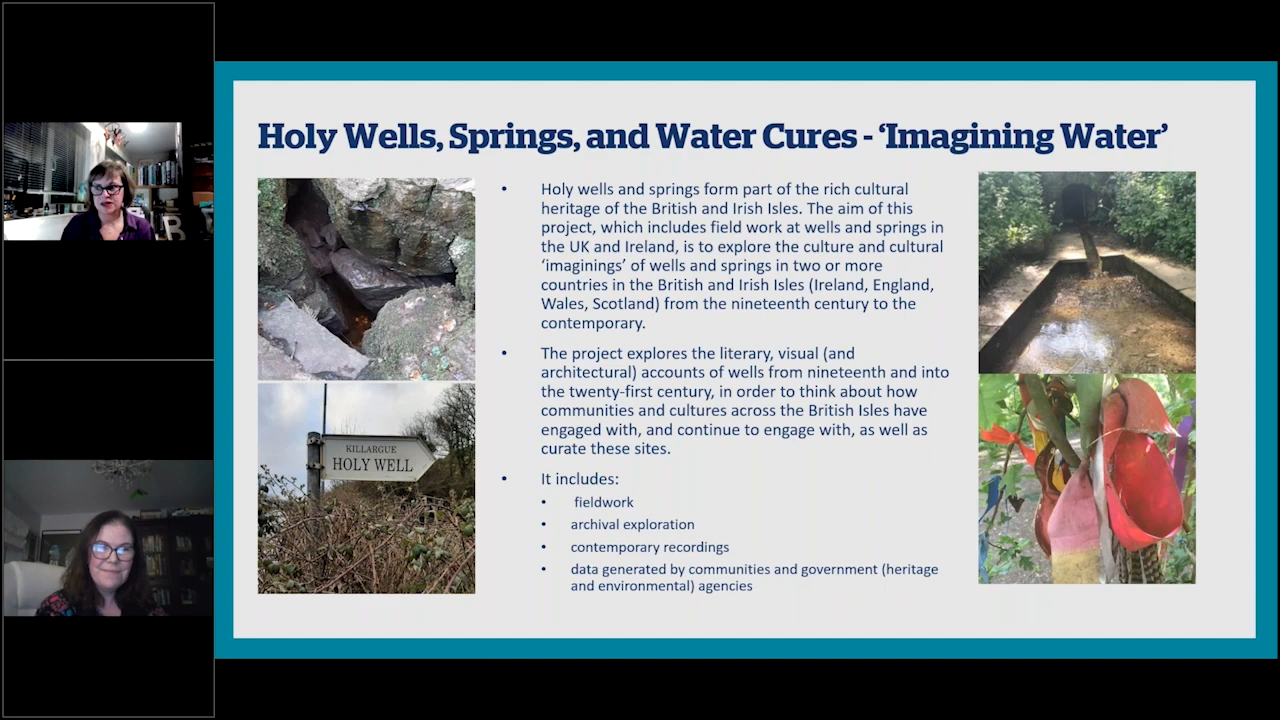 Holy Wells, Springs, and Water Cures - ‘Imagining Water’
• Holy wells and springs form part of the rich cultural
heritage of the British and Irish Isles. The aim of this
project, which includes field work at wells and springs in
the UK and Ireland, is to explore the culture and cultural
‘imaginings’ of wells and springs in two or more
countries in the British and Irish Isles (Ireland, England,
Wales, Scotland) from the nineteenth century to the
contemporary.
• The project explores the literary, visual (and
architectural) accounts of wells from nineteenth and into
the twenty-first century, in order to think about how
communities and cultures across the British Isles have
engaged with, and continue to engage with, as well as
curate these sites.
• It includes:
• fieldwork
• archival exploration
• contemporary recordings
• data generated by communities and government (heritage
and environmental) agencies
KILLARGUE
HOLY WELL
B